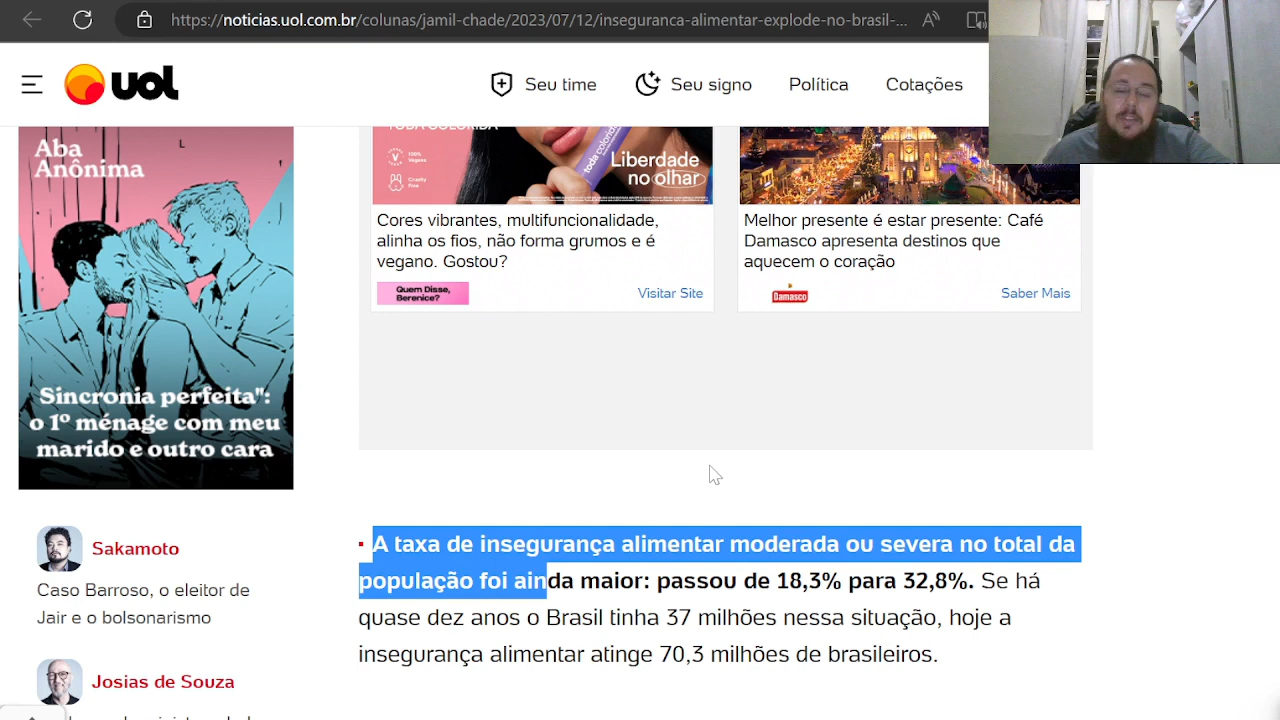 https://noticias.uol.com.br/colunas/jamil-chade/2023/07/12/inseguranca-alimentar-explode-no-brasil-...
uol
Seu time
Seu signo
Política
Cotações
Aba
Anônima
Sincronia perfeita":
o 1º ménage com meu
marido e outro cara
TODA COLORIDA
100%
Vegano
Cruelty
Free
Liberdade
no olhar
Cores vibrantes, multifuncionalidade,
alinha os fios, não forma grumos e é
vegano. Gostou?
Quem Disse,
Berenice?
Visitar Site
Melhor presente é estar presente: Café
Damasco apresenta destinos que
aquecem o coração
Damasco
Saber Mais
Sakamoto
Caso Barroso, o eleitor de
Jair e o bolsonarismo
Josias de Souza
A taxa de insegurança alimentar moderada ou severa no total da
população foi ainda maior: passou de 18,3% para 32,8%. Se há
quase dez anos o Brasil tinha 37 milhões nessa situação, hoje a
insegurança alimentar atinge 70,3 milhões de brasileiros.